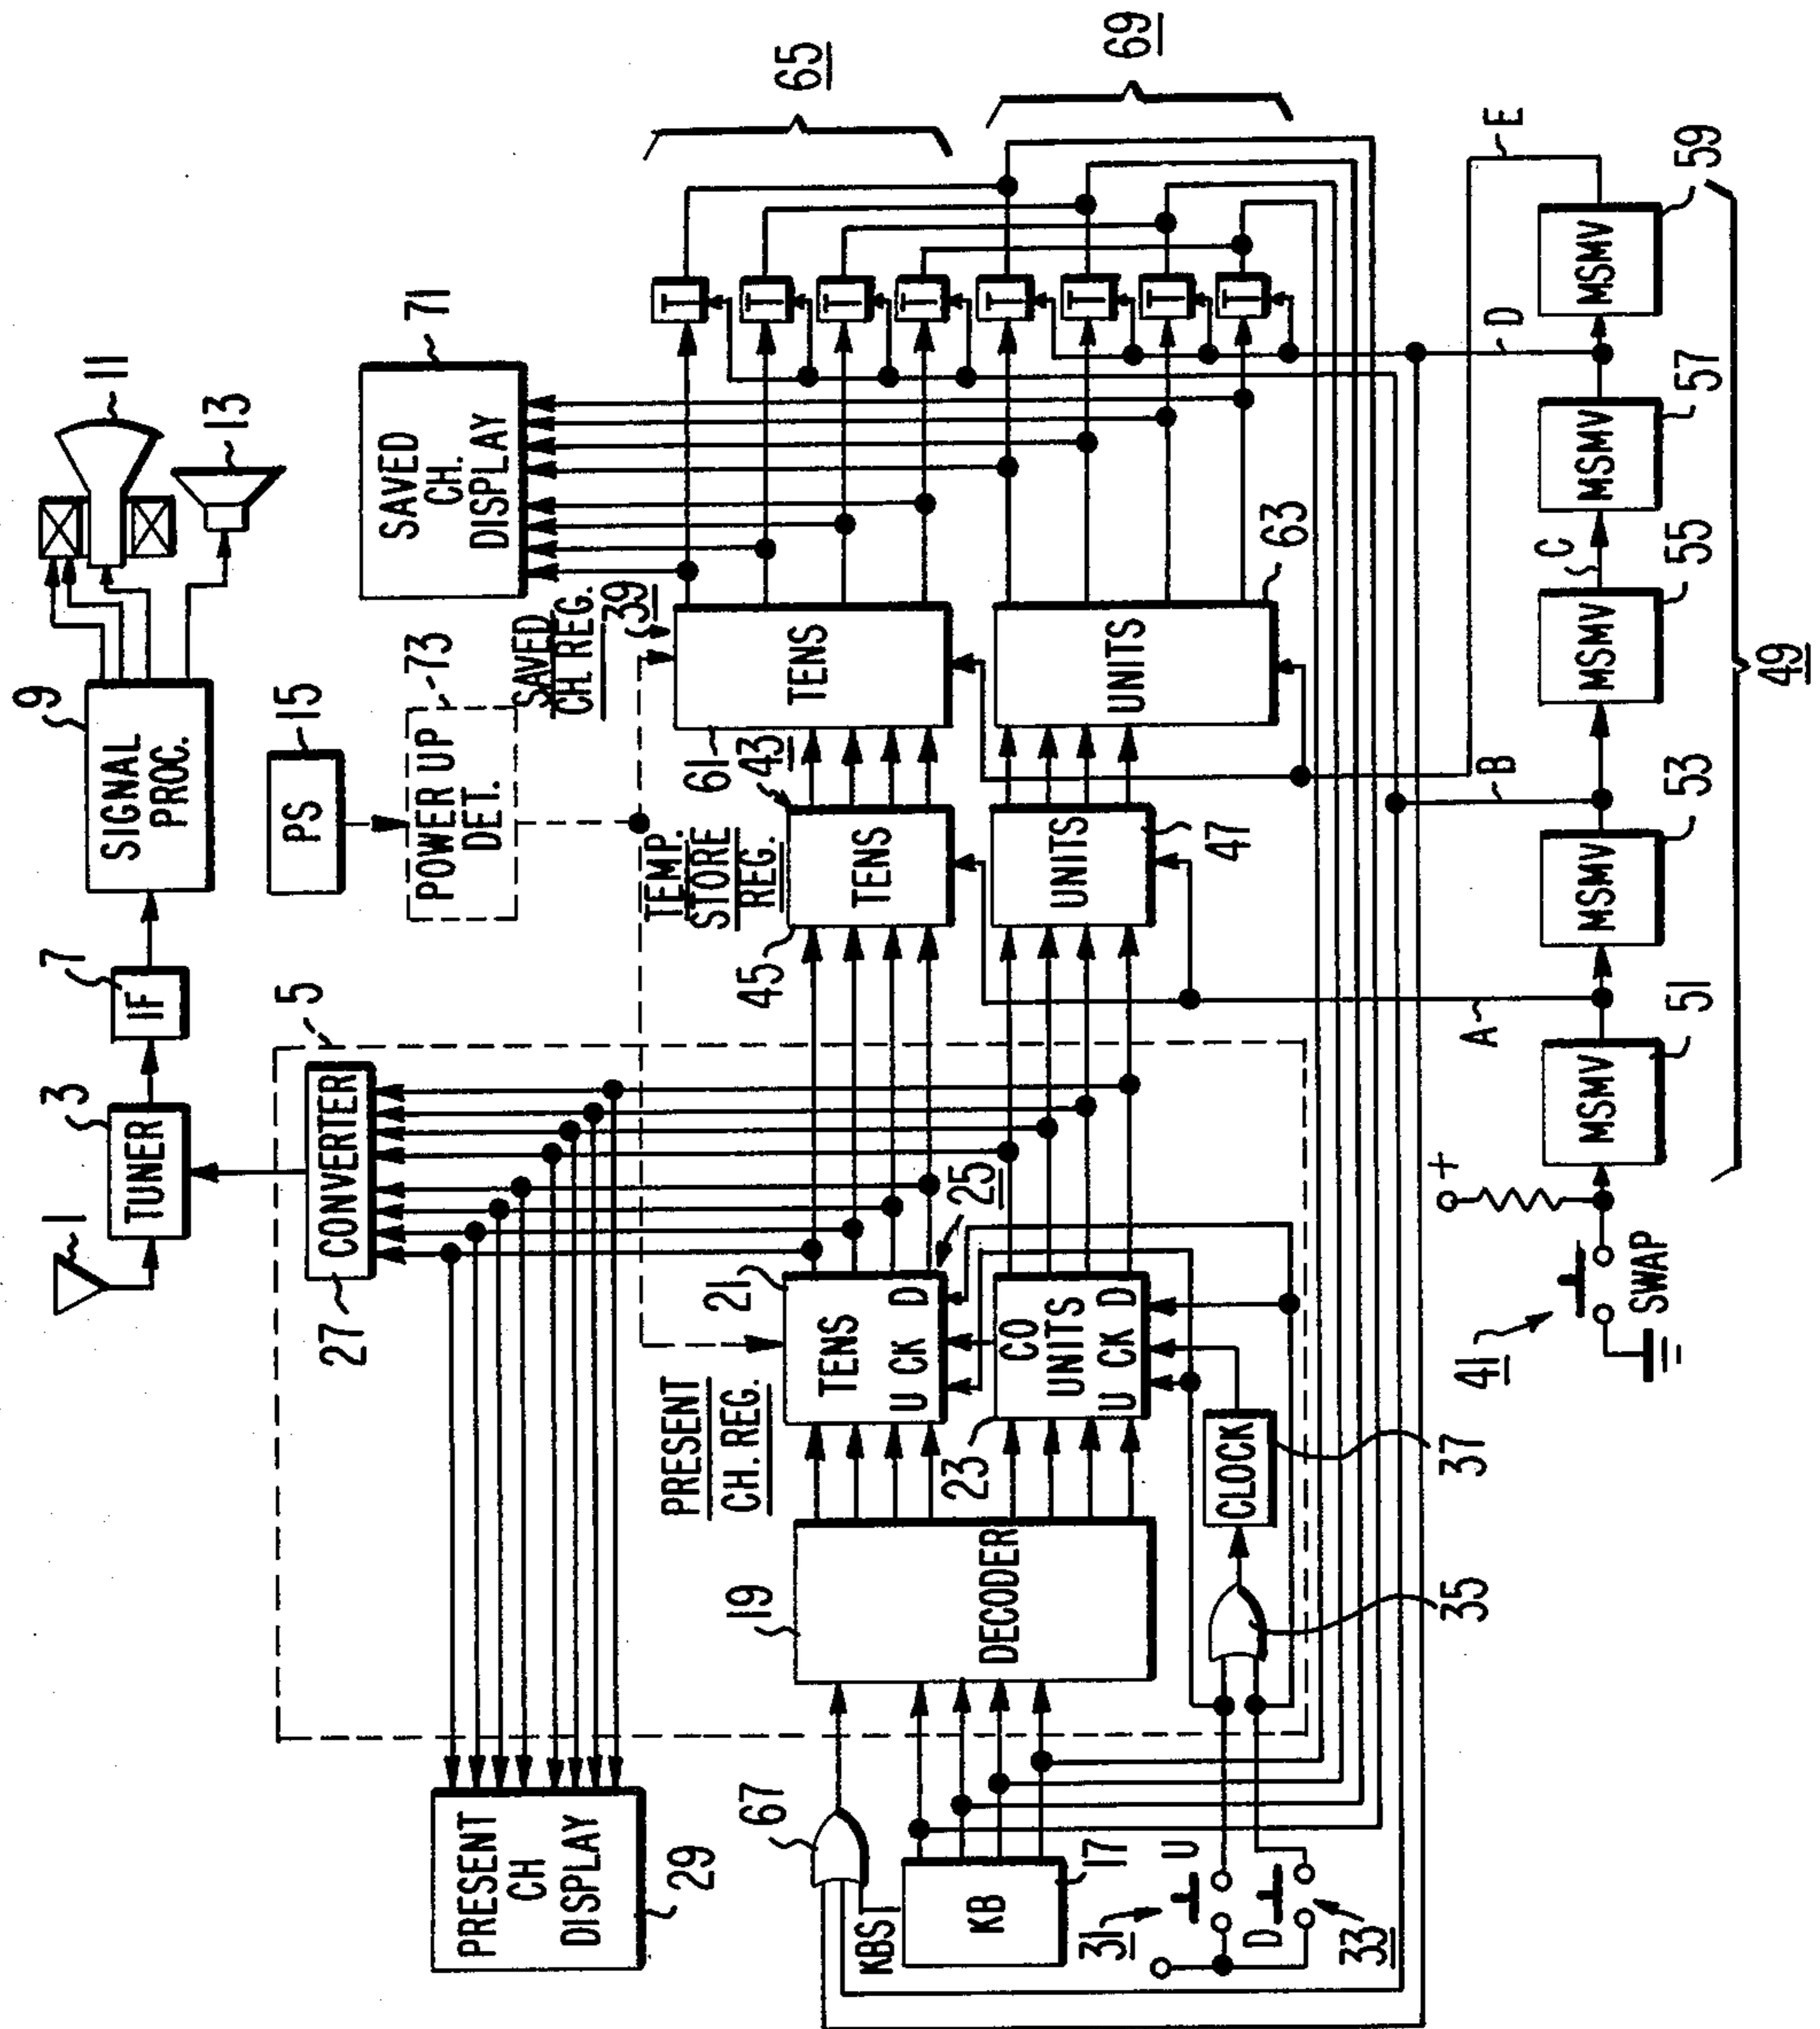 1
3
TUNER
7
IF
9
SIGNAL
PROC.
11
13
5
27
CONVERTER
15
PS
73
POWER UP
DET.
71
SAVED
CH.
DISPLAY
PRESENT
CH
DISPLAY
29
PRESENT
CH. REG.
21
TENS
U CK D
25
TEMP.
STORE
REG.
43
45
TENS
SAVED
CH. REG.
39
61
TENS
65
T
T
T
T
19
DECODER
23
CO
UNITS
U CK D
UNITS
47
UNITS
63
69
T
T
T
T
67
KBST
KB
17
CLOCK
37
35
31
U
D
33
41
SWAP
+
A
B
C
D
E
MSMV
51
MSMV
53
MSMV
55
MSMV
57
MSMV
59
49